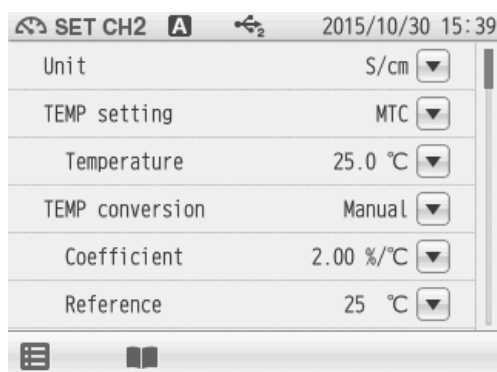 SET CH2 A 2 2015/10/30 15:39
Unit S/cm
TEMP setting MTC
Temperature 25.0 ℃
TEMP conversion Manual
Coefficient 2.00 %/℃
Reference 25 ℃